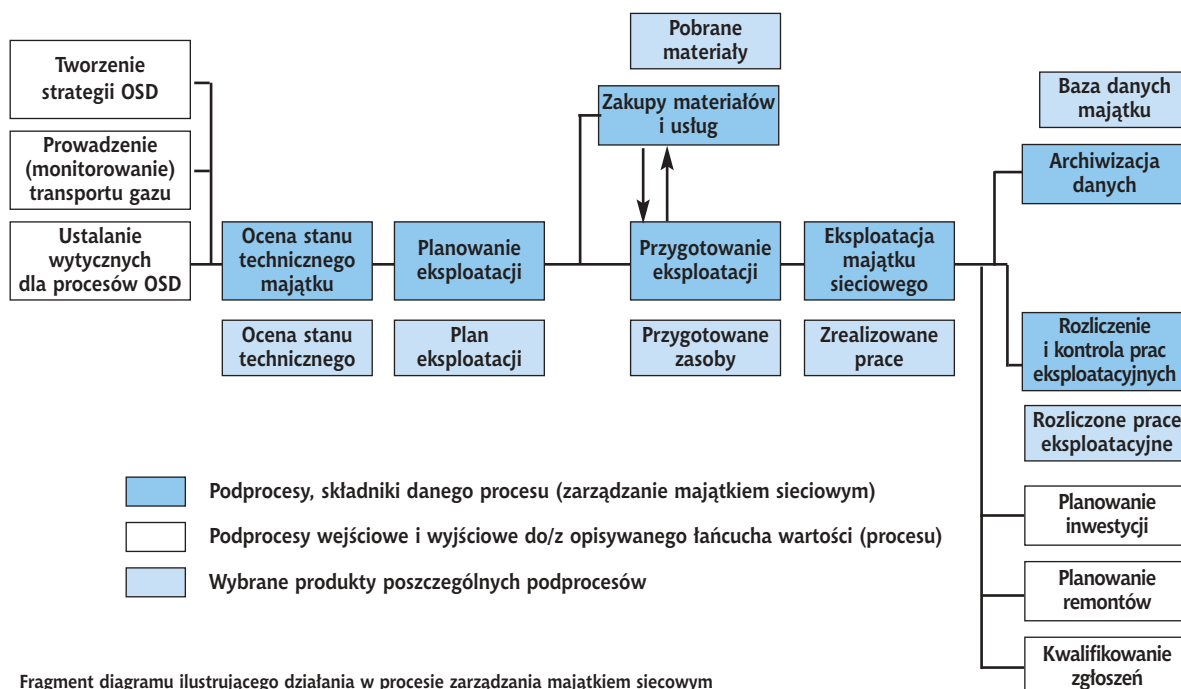 Tworzenie
strategii OSD
Prowadzenie
(monitorowanie)
transportu gazu
Ustalanie
wytycznych
dla procesów OSD
Ocena stanu
technicznego
majątku
Ocena stanu
technicznego
Planowanie
eksploatacji
Plan
eksploatacji
Pobrane
materiały
Zakupy materiałów
i usług
Przygotowanie
eksploatacji
Przygotowane
zasoby
Eksploatacja
majątku
sieciowego
Zrealizowane
prace
Baza danych
majątku
Archiwizacja
danych
Rozliczenie
i kontrola prac
eksploatacyjnych
Rozliczone prace
eksploatacyjne
Planowanie
inwestycji
Planowanie
remontów
Kwalifikowanie
zgłoszeń
Podprocesy, składniki danego procesu (zarządzanie majątkiem sieciowym)
Podprocesy wejściowe i wyjściowe do/z opisywanego łańcucha wartości (procesu)
Wybrane produkty poszczególnych podprocesów
Fragment diagramu ilustrującego działania w procesie zarządzania majątkiem siecowym